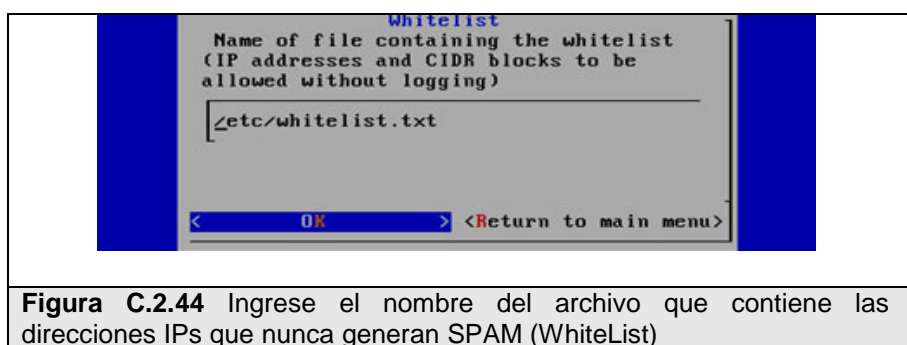 Whitelist
Name of file containing the whitelist
(IP addresses and CIDR blocks to be
allowed without logging)
/etc/whitelist.txt
< OK > <Return to main menu>
Figura C.2.44 Ingrese el nombre del archivo que contiene las
direcciones IPs que nunca generan SPAM (WhiteList)